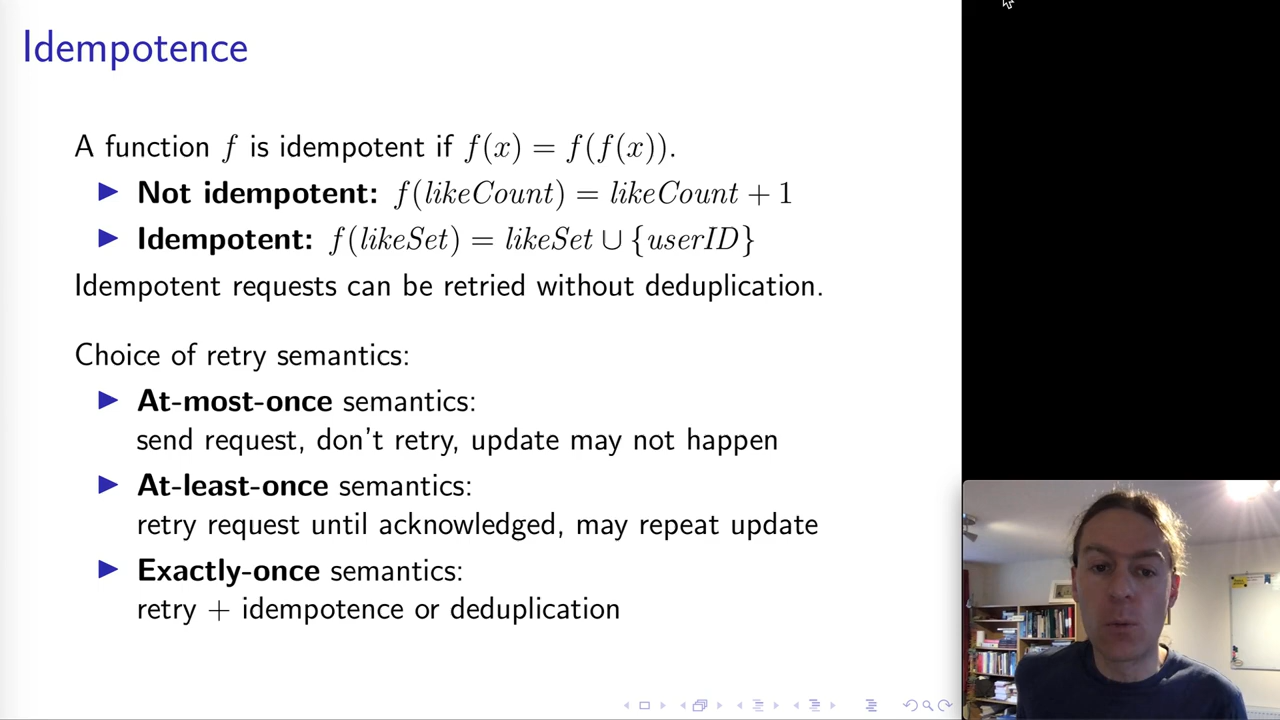 Idempotence
A function f is idempotent if f(x) = f(f(x)).
▶ Not idempotent: f(likeCount) = likeCount + 1
▶ Idempotent: f(likeSet) = likeSet ∪ {userID}
Idempotent requests can be retried without deduplication.
Choice of retry semantics:
▶ At-most-once semantics:
send request, don't retry, update may not happen
▶ At-least-once semantics:
retry request until acknowledged, may repeat update
▶ Exactly-once semantics:
retry + idempotence or deduplication